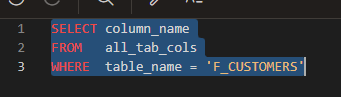 1 SELECT column_name
2 FROM all_tab_cols
3 WHERE table_name = 'F_CUSTOMERS'